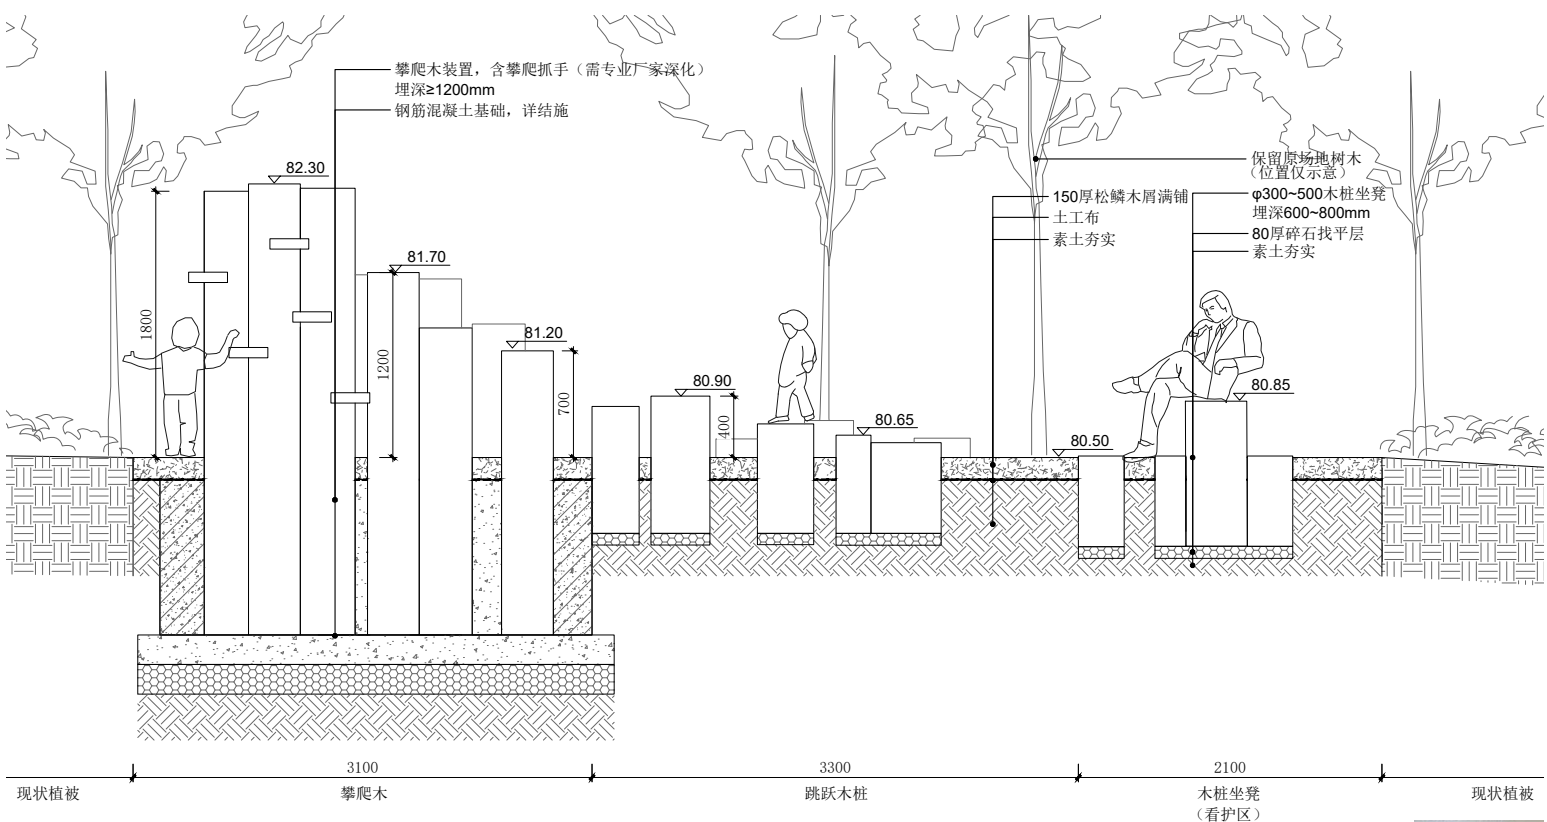 攀爬木装置，含攀爬抓手（需专业厂家深化）
埋深≥1200mm
钢筋混凝土基础，详结施
保留原场地树木
（位置仅示意）
150厚松鳞木屑满铺
土工布
素土夯实
φ300~500木桩坐凳
埋深600~800mm
80厚碎石找平层
素土夯实
82.30
81.70
81.20
80.90
80.65
80.50
80.85
1800
1200
700
400
3100
3300
2100
现状植被
攀爬木
跳跃木桩
木桩坐凳
（看护区）
现状植被